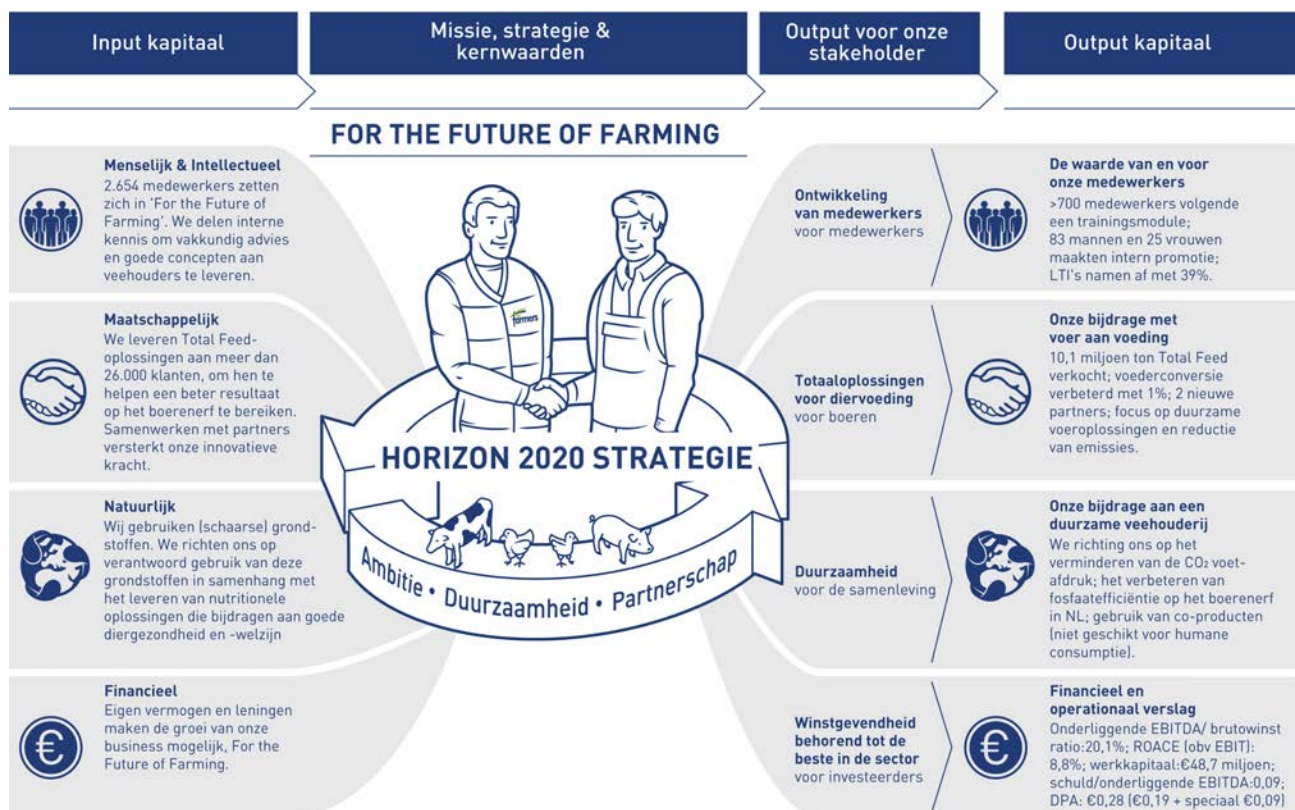 Input kapitaal
Missie, strategie &
kernwaarden
Output voor onze
stakeholder
Output kapitaal
FOR THE FUTURE OF FARMING
Menselijk & Intellectueel
2.654 medewerkers zetten
zich in 'For the Future of
Farming'. We delen interne
kennis om vakkundig advies
en goede concepten aan
veehouders te leveren.
Maatschappelijk
We leveren Total Feed-
oplossingen aan meer dan
26.000 klanten, om hen te
helpen een beter resultaat
op het boerenerf te bereiken.
Samenwerken met partners
versterkt onze innovatieve
kracht.
Natuurlijk
Wij gebruiken (schaarse) grond-
stoffen. We richten ons op
verantwoord gebruik van deze
grondstoffen in samenhang met
het leveren van nutritionele
oplossingen die bijdragen aan goede
diergezondheid en -welzijn
Financieel
Eigen vermogen en leningen
maken de groei van onze
business mogelijk, For the
Future of Farming.
farmers
HORIZON 2020 STRATEGIE
Ambitie • Duurzaamheid • Partnerschap
Ontwikkeling
van medewerkers
voor medewerkers
Totaaloplossingen
voor diervoeding
voor boeren
Duurzaamheid
voor de samenleving
Winstgevendheid
behorend tot de
beste in de sector
voor investeerders
De waarde van en voor
onze medewerkers
>700 medewerkers volgende
een trainingsmodule;
83 mannen en 25 vrouwen
maakten intern promotie;
LTI's namen af met 39%.
Onze bijdrage met
voer aan voeding
10,1 miljoen ton Total Feed
verkocht; voederconversie
verbeterd met 1%; 2 nieuwe
partners; focus op duurzame
voeroplossingen en reductie
van emissies.
Onze bijdrage aan een
duurzame veehouderij
We richting ons op het
verminderen van de CO₂ voet-
afdruk; het verbeteren van
fosfaatefficiëntie op het boerenerf
in NL; gebruik van co-producten
(niet geschikt voor humane
consumptie).
Financieel en
operationaal verslag
Onderliggende EBITDA/ brutowinst
ratio:20,1%; ROACE (obv EBIT):
8,8%; werkkapitaal:€48,7 miljoen;
schuld/onderliggende EBITDA:0,09;
DPA: €0,28 (€0,19 + speciaal €0,09)